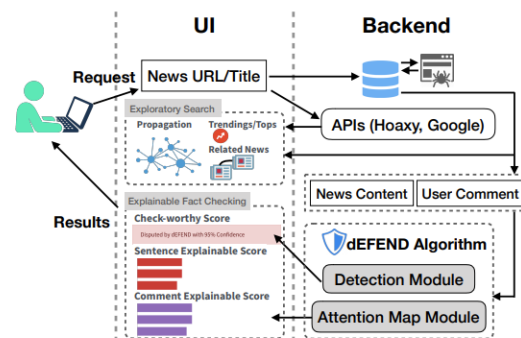 UI
Backend
Request
News URL/Title
Exploratory Search
Propagation
Trendings/Tops
Related News
APIs (Hoaxy, Google)
Results
Explainable Fact Checking
Check-worthy Score
Disputed by dEFEND with 95% Confidence
Sentence Explainable Score
Comment Explainable Score
News Content
User Comment
dEFEND Algorithm
Detection Module
Attention Map Module